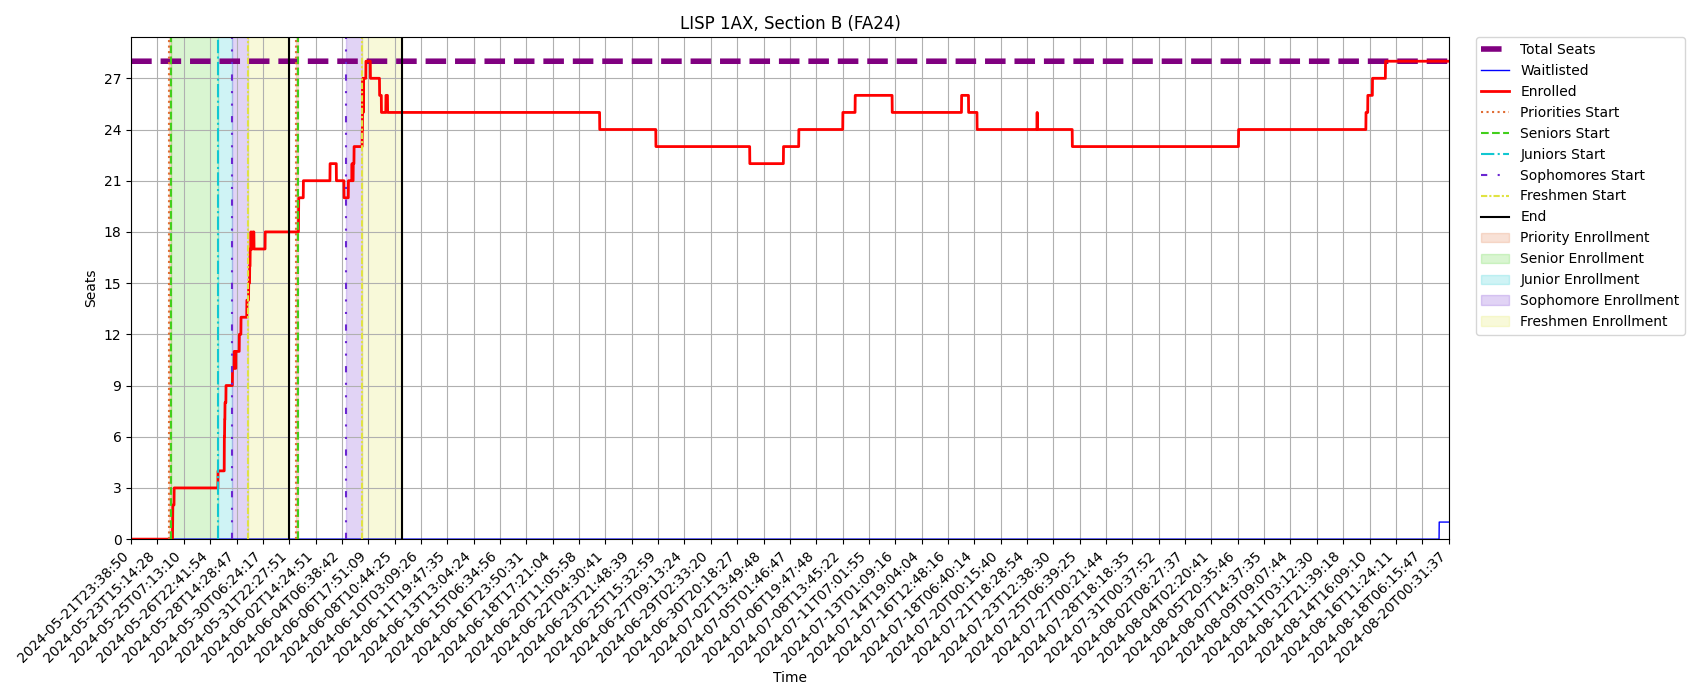 LISP 1AX, Section B (FA24)
Total Seats
Waitlisted
Enrolled
Priorities Start
Seniors Start
Juniors Start
Sophomores Start
Freshmen Start
End
Priority Enrollment
Senior Enrollment
Junior Enrollment
Sophomore Enrollment
Freshmen Enrollment
Seats
27
24
21
18
15
12
9
6
3
0
2024-05-21T23:38:50
2024-05-23T15:14:28
2024-05-25T07:13:10
2024-05-26T22:41:54
2024-05-28T14:28:47
2024-05-30T06:24:17
2024-05-31T22:27:51
2024-06-02T14:24:51
2024-06-04T06:38:42
2024-06-06T17:51:09
2024-06-08T10:44:25
2024-06-10T03:09:26
2024-06-11T19:47:35
2024-06-13T13:04:24
2024-06-15T06:34:56
2024-06-16T23:50:31
2024-06-18T17:21:04
2024-06-20T11:05:58
2024-06-22T04:30:41
2024-06-23T21:48:39
2024-06-25T15:32:59
2024-06-27T09:13:24
2024-06-29T02:33:20
2024-06-30T20:18:27
2024-07-02T13:49:48
2024-07-05T01:46:47
2024-07-06T19:47:48
2024-07-08T13:45:22
2024-07-11T07:01:55
2024-07-13T01:09:16
2024-07-14T19:04:04
2024-07-16T12:48:16
2024-07-18T06:40:14
2024-07-20T00:15:40
2024-07-21T18:28:54
2024-07-23T12:38:30
2024-07-25T06:39:25
2024-07-27T00:21:44
2024-07-28T18:18:35
2024-07-31T00:37:52
2024-08-02T08:27:37
2024-08-04T02:20:41
2024-08-05T20:35:46
2024-08-07T14:37:35
2024-08-09T09:07:44
2024-08-11T03:12:30
2024-08-12T21:39:18
2024-08-14T16:09:10
2024-08-16T11:24:11
2024-08-18T06:15:47
2024-08-20T00:31:37
Time